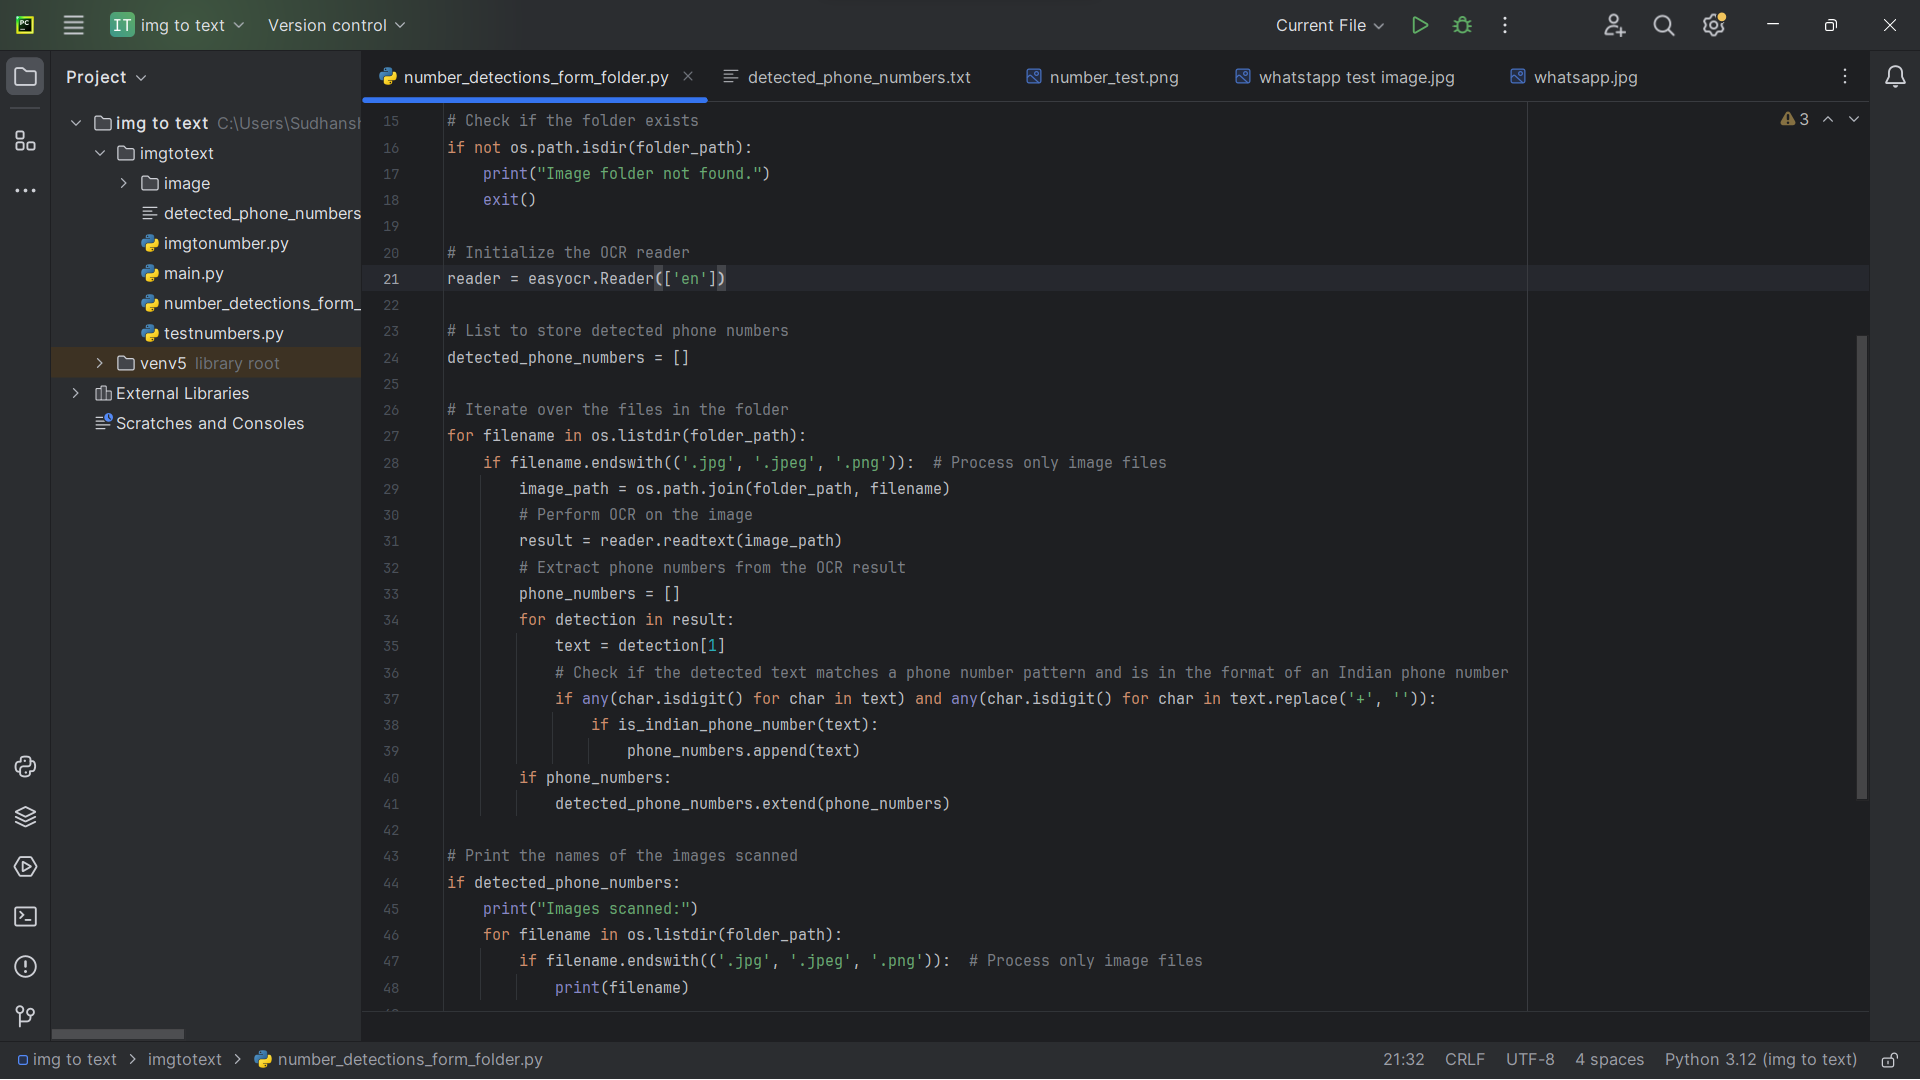 PC
IT img to text
Version control
Current File
Project
img to text C:\Users\Sudhansh
imgtotext
image
detected_phone_numbers
imgtonumber.py
main.py
number_detections_form_
testnumbers.py
venv5 library root
External Libraries
Scratches and Consoles
number_detections_form_folder.py
detected_phone_numbers.txt
number_test.png
whatstapp test image.jpg
whatsapp.jpg
3
15 # Check if the folder exists
16 if not os.path.isdir(folder_path):
17     print("Image folder not found.")
18     exit()
19
20 # Initialize the OCR reader
21 reader = easyocr.Reader(['en'])
22
23 # List to store detected phone numbers
24 detected_phone_numbers = []
25
26 # Iterate over the files in the folder
27 for filename in os.listdir(folder_path):
28     if filename.endswith(('.jpg', '.jpeg', '.png')):  # Process only image files
29         image_path = os.path.join(folder_path, filename)
30         # Perform OCR on the image
31         result = reader.readtext(image_path)
32         # Extract phone numbers from the OCR result
33         phone_numbers = []
34         for detection in result:
35             text = detection[1]
36             # Check if the detected text matches a phone number pattern and is in the format of an Indian phone number
37             if any(char.isdigit() for char in text) and any(char.isdigit() for char in text.replace('+', '')):
38                 if is_indian_phone_number(text):
39                     phone_numbers.append(text)
40         if phone_numbers:
41             detected_phone_numbers.extend(phone_numbers)
42
43 # Print the names of the images scanned
44 if detected_phone_numbers:
45     print("Images scanned:")
46     for filename in os.listdir(folder_path):
47         if filename.endswith(('.jpg', '.jpeg', '.png')):  # Process only image files
48             print(filename)
img to text > imgtotext > number_detections_form_folder.py
21:32 CRLF UTF-8 4 spaces Python 3.12 (img to text)